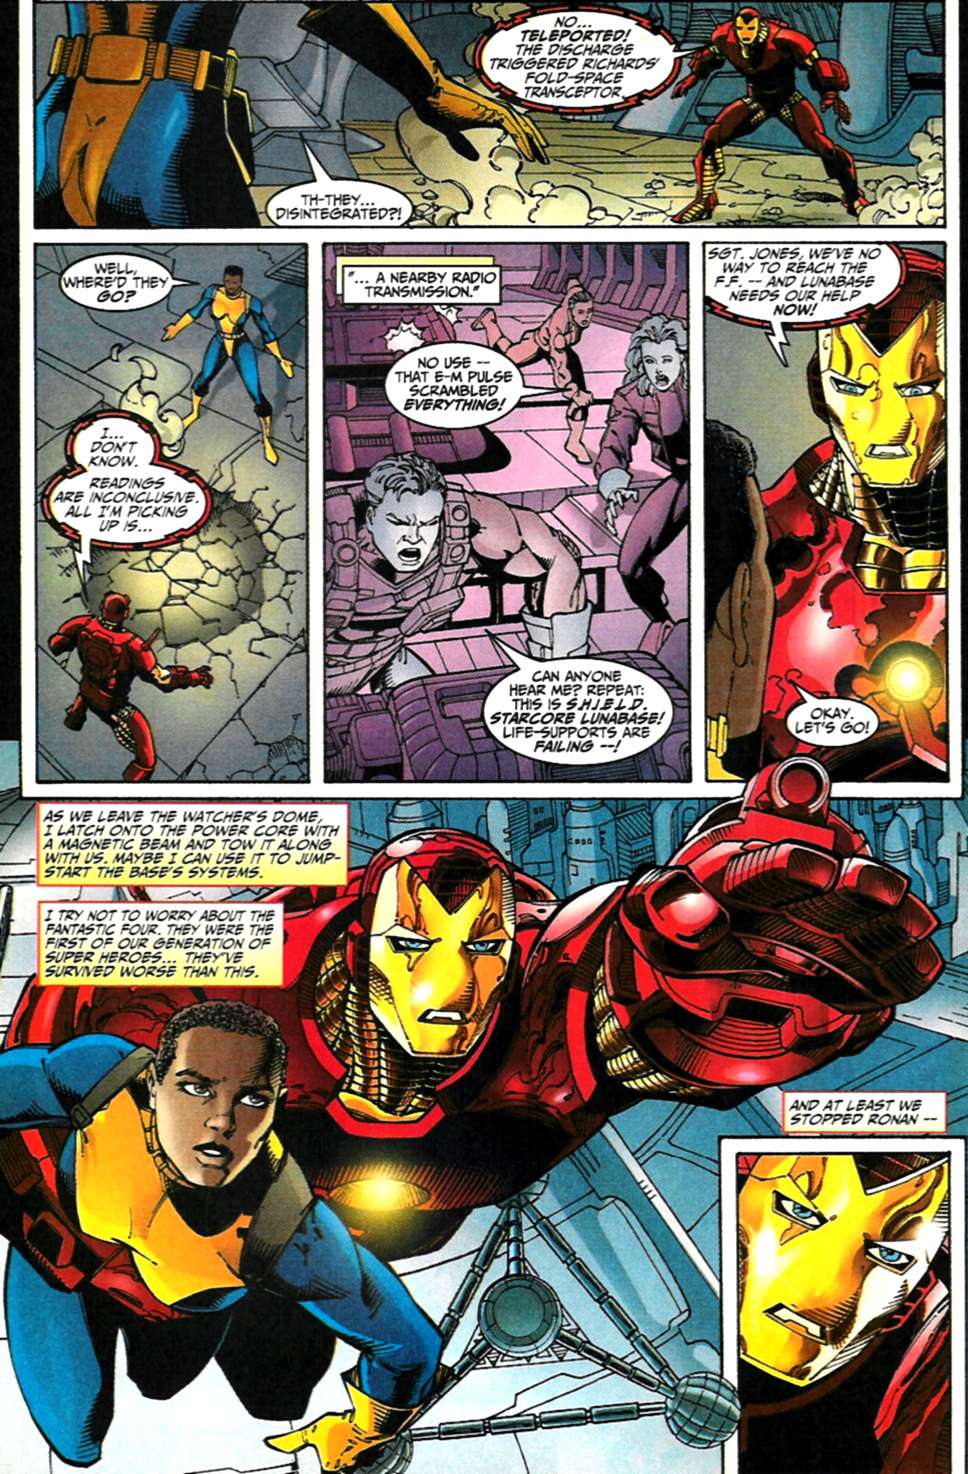 NO...
TELEPORTED!
THE DISCHARGE
TRIGGERED RICHARDS'
FOLD-SPACE
TRANSCEPTOR.
TH-THEY...
DISINTEGRATED?!
WELL,
WHERE'D THEY
GO?
I...
DON'T
KNOW.
READINGS
ARE INCONCLUSIVE.
ALL I'M PICKING
UP IS...
"... A NEARBY RADIO
TRANSMISSION."
NO USE --
THAT E-M PULSE
SCRAMBLED
EVERYTHING!
CAN ANYONE
HEAR ME? REPEAT:
THIS IS S.H.I.E.L.D.
STARCORE LUNABASE!
LIFE-SUPPORTS ARE
FAILING --!
SGT. JONES, WE'VE NO
WAY TO REACH THE
F.F. -- AND LUNABASE
NEEDS OUR HELP
NOW!
OKAY.
LET'S GO!
AS WE LEAVE THE WATCHER'S DOME,
I LATCH ONTO THE POWER CORE WITH
A MAGNETIC BEAM AND TOW IT ALONG
WITH US. MAYBE I CAN USE IT TO JUMP-
START THE BASE'S SYSTEMS.
I TRY NOT TO WORRY ABOUT THE
FANTASTIC FOUR. THEY WERE THE
FIRST OF OUR GENERATION OF
SUPER HEROES... THEY'VE
SURVIVED WORSE THAN THIS.
AND AT LEAST WE
STOPPED RONAN --